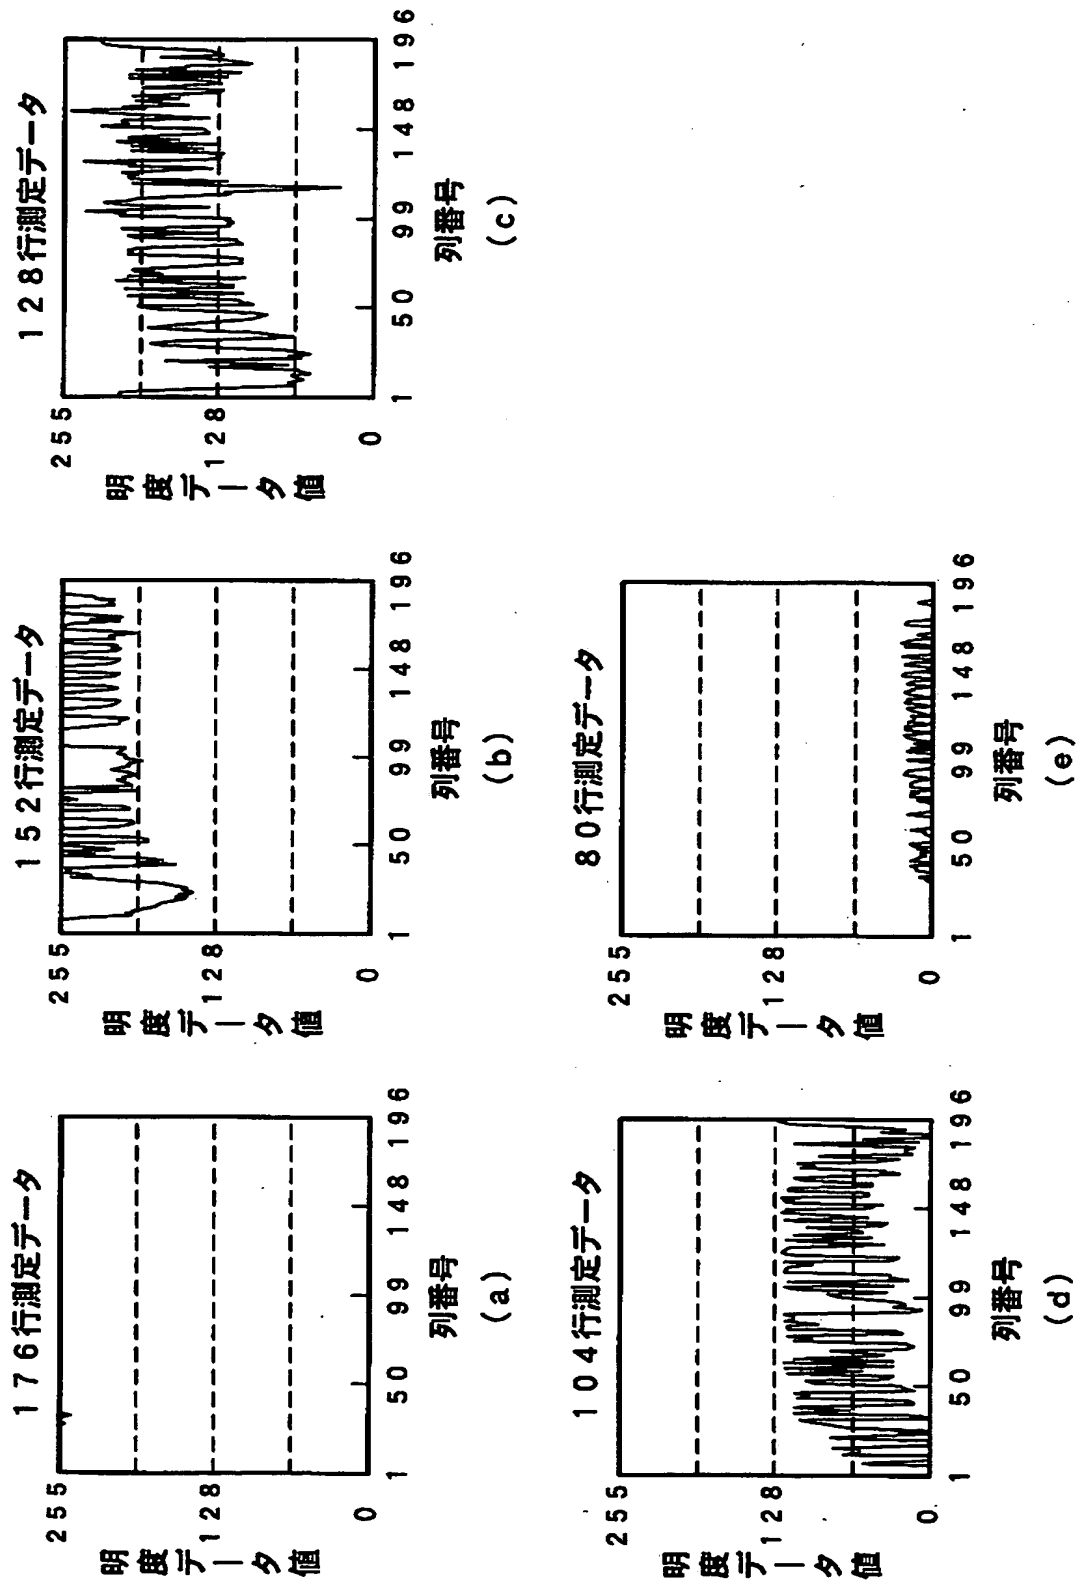 176行測定データ
明度データ値
255
128
0
1 50 99 148 196
列番号
(a)
152行測定データ
明度データ値
255
128
0
1 50 99 148 196
列番号
(b)
128行測定データ
明度データ値
255
128
0
1 50 99 148 196
列番号
(c)
104行測定データ
明度データ値
255
128
0
1 50 99 148 196
列番号
(d)
80行測定データ
明度データ値
255
128
0
1 50 99 148 196
列番号
(e)